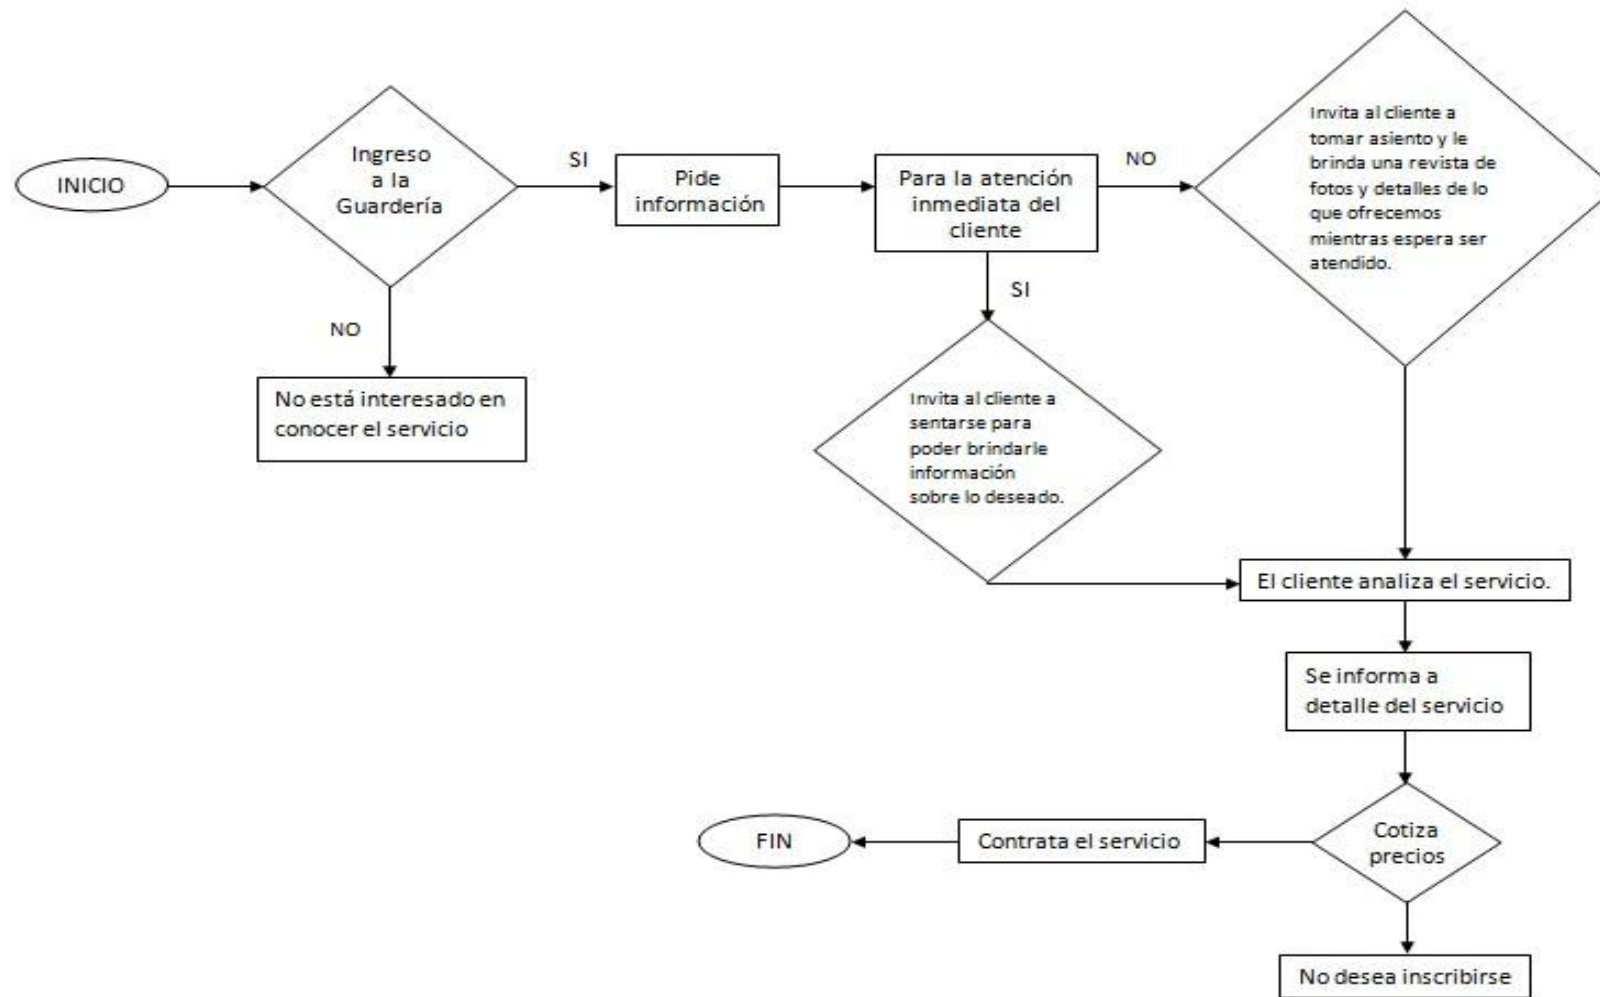 INICIO
Ingreso
a la
Guardería
SI
Pide
información
Para la atención
inmediata del
cliente
NO
Invita al cliente a
tomar asiento y le
brinda una revista de
fotos y detalles de lo
que ofrecemos
mientras espera ser
atendido.
NO
No está interesado en
conocer el servicio
SI
Invita al cliente a
sentarse para
poder brindarle
información
sobre lo deseado.
El cliente analiza el servicio.
Se informa a
detalle del servicio
Cotiza
precios
Contrata el servicio
FIN
No desea inscribirse